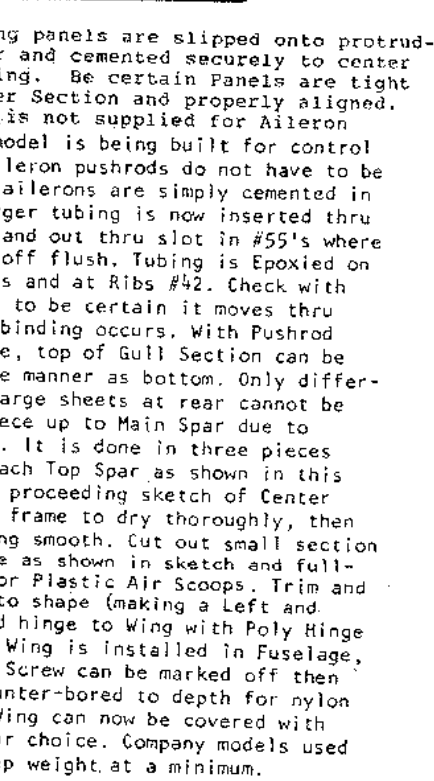 ng panels are slipped onto protrud-
r and cemented securely to center
ing. Be certain Panels are tight
er Section and properly aligned.
is not supplied for Aileron
odel is being built for control
leron pushrods do not have to be
ailerons are simply cemented in
ger tubing is now inserted thru
and out thru slot in #55's where
off flush. Tubing is Epoxied on
s and at Ribs #42. Check with
to be certain it moves thru
binding occurs. With Pushrod
e, top of Gull Section can be
e manner as bottom. Only differ-
arge sheets at rear cannot be
ece up to Main Spar due to
. It is done in three pieces
ach Top Spar as shown in this
proceeding sketch of Center
frame to dry thoroughly, then
ng smooth. Cut out small section
e as shown in sketch and full-
or Plastic Air Scoops. Trim and
to shape (making a Left and
d hinge to Wing with Poly Hinge
Wing is installed in Fuselage,
Screw can be marked off then
unter-bored to depth for nylon
Wing can now be covered with
r choice. Company models used
p weight at a minimum.